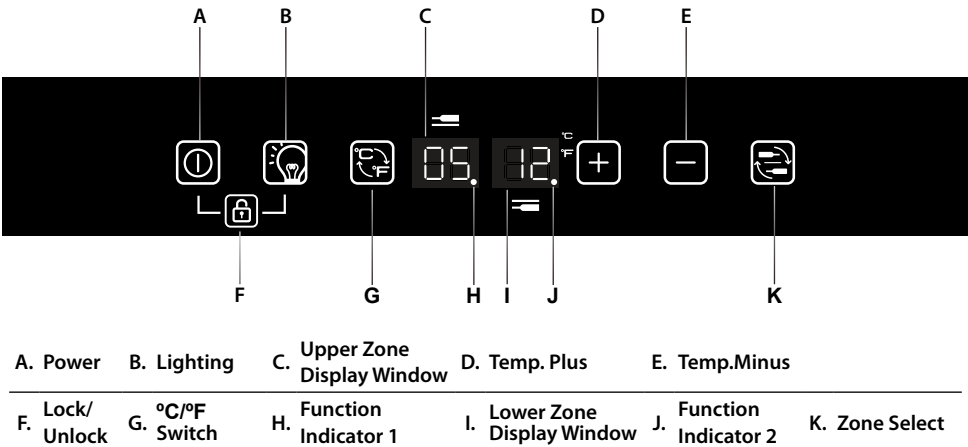 A B C D E
°C
°F
°C
°F
05 12
F G H I J K
A. Power B. Lighting C. Upper Zone Display Window D. Temp. Plus E. Temp.Minus
F. Lock/ Unlock G. ºC/ºF Switch H. Function Indicator 1 I. Lower Zone Display Window J. Function Indicator 2 K. Zone Select